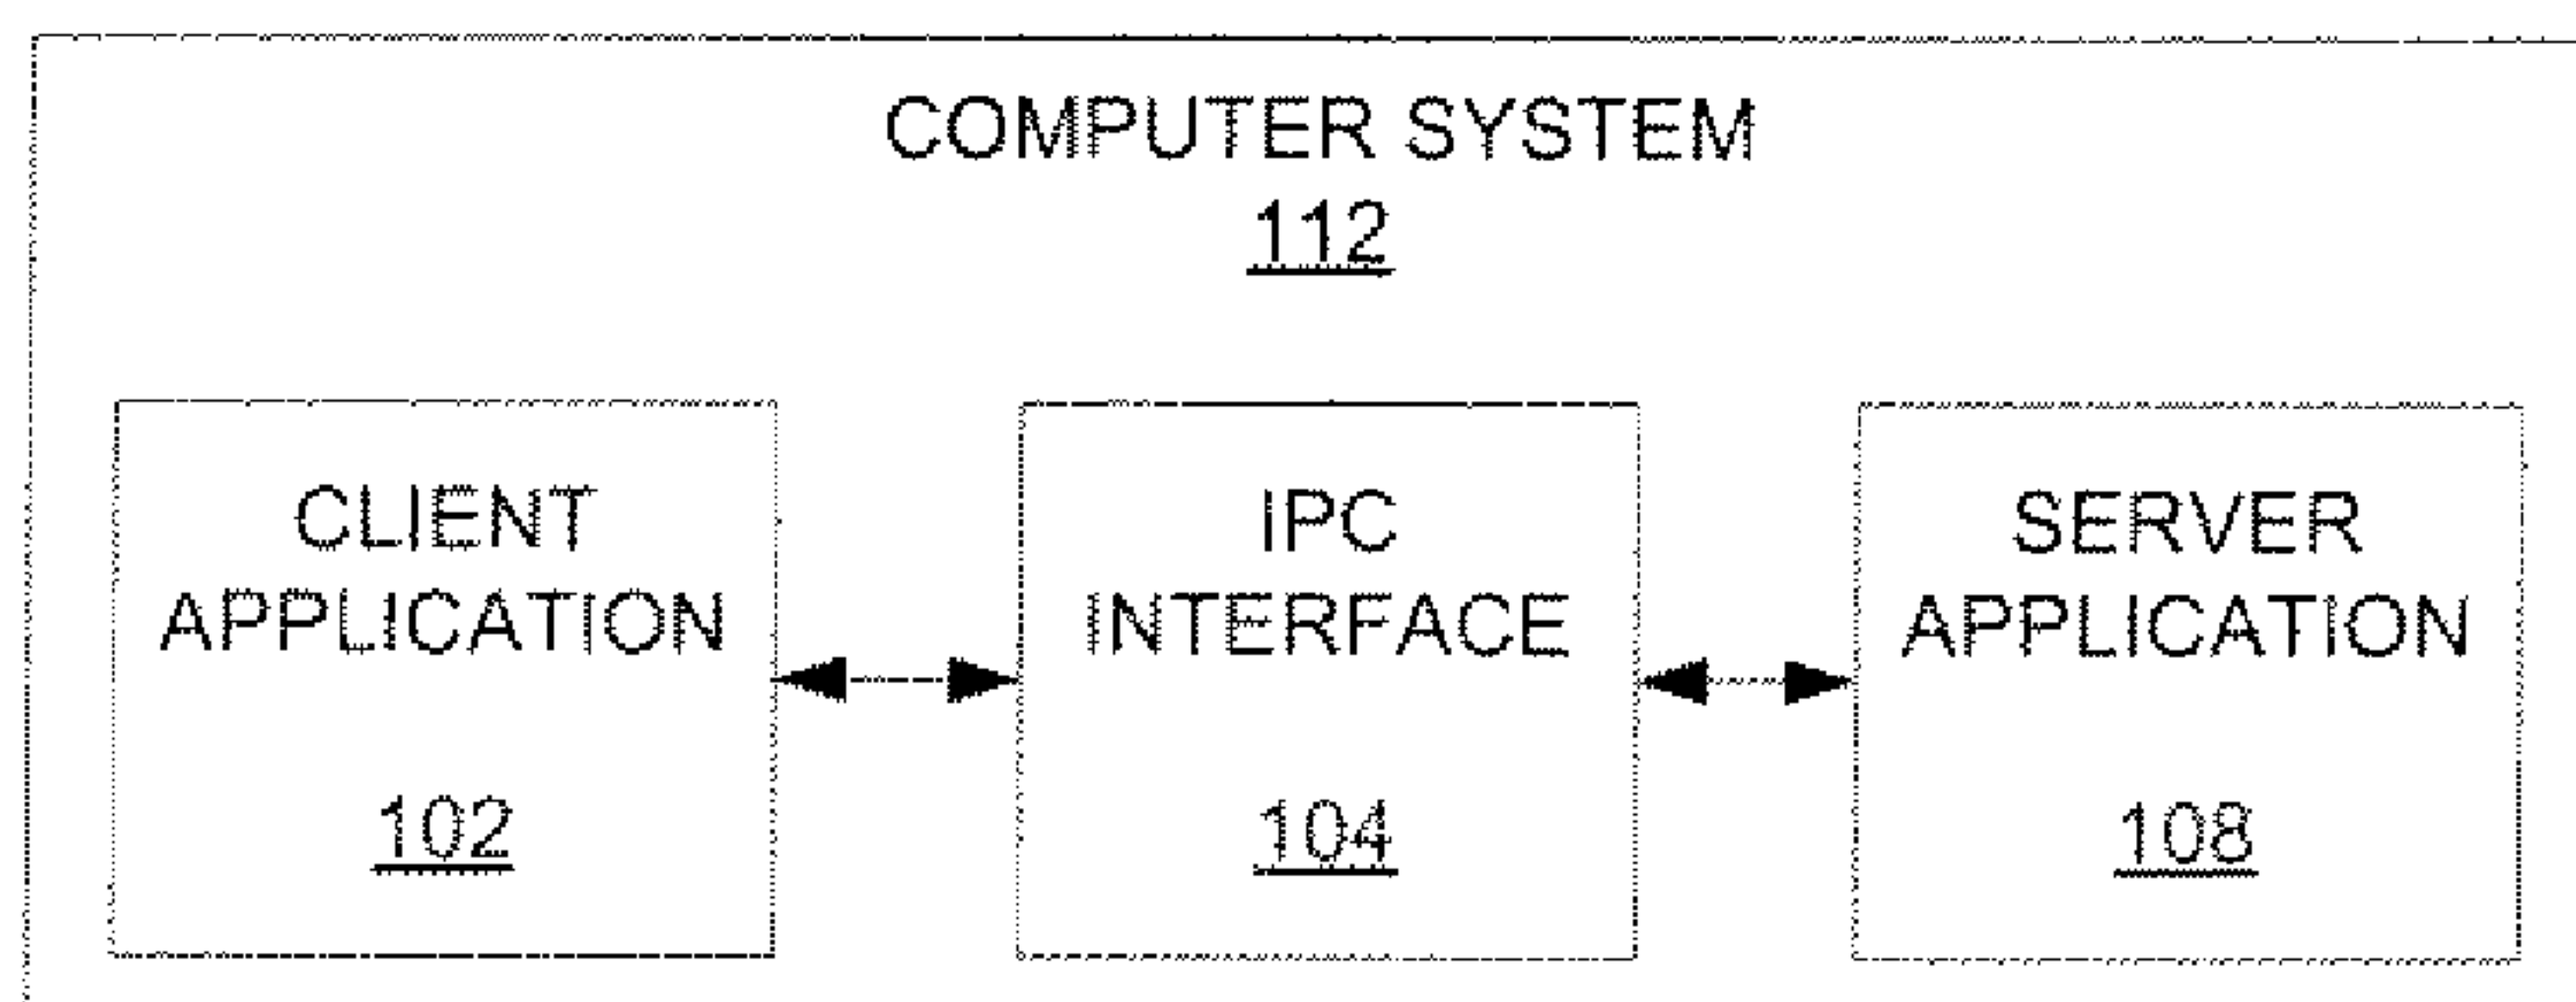 COMPUTER SYSTEM
112
CLIENT
APPLICATION
102
IPC
INTERFACE
104
SERVER
APPLICATION
108